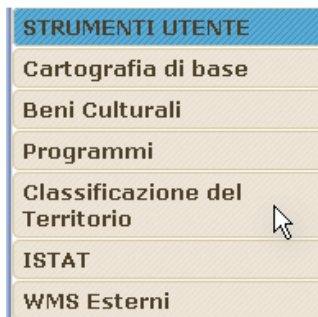 STRUMENTI UTENTE
Cartografia di base
Beni Culturali
Programmi
Classificazione del
Territorio
ISTAT
WMS Esterni